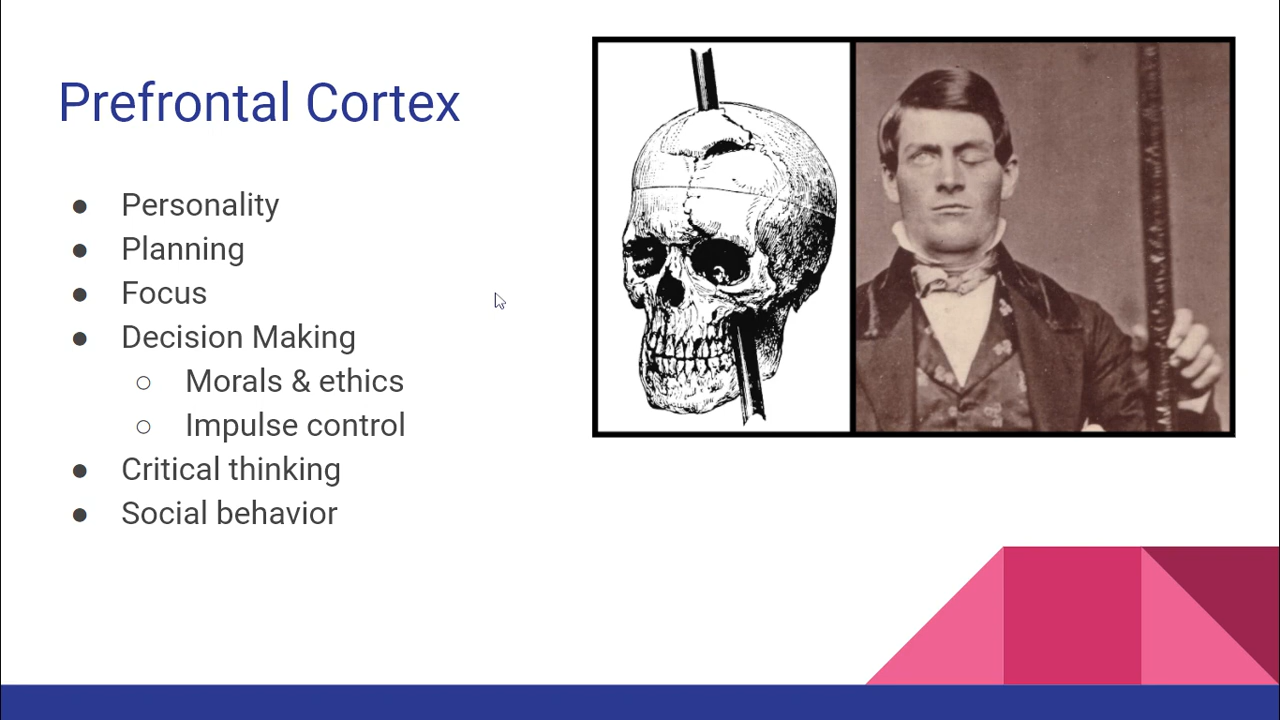 Prefrontal Cortex
● Personality
● Planning
● Focus
● Decision Making
○ Morals & ethics
○ Impulse control
● Critical thinking
● Social behavior